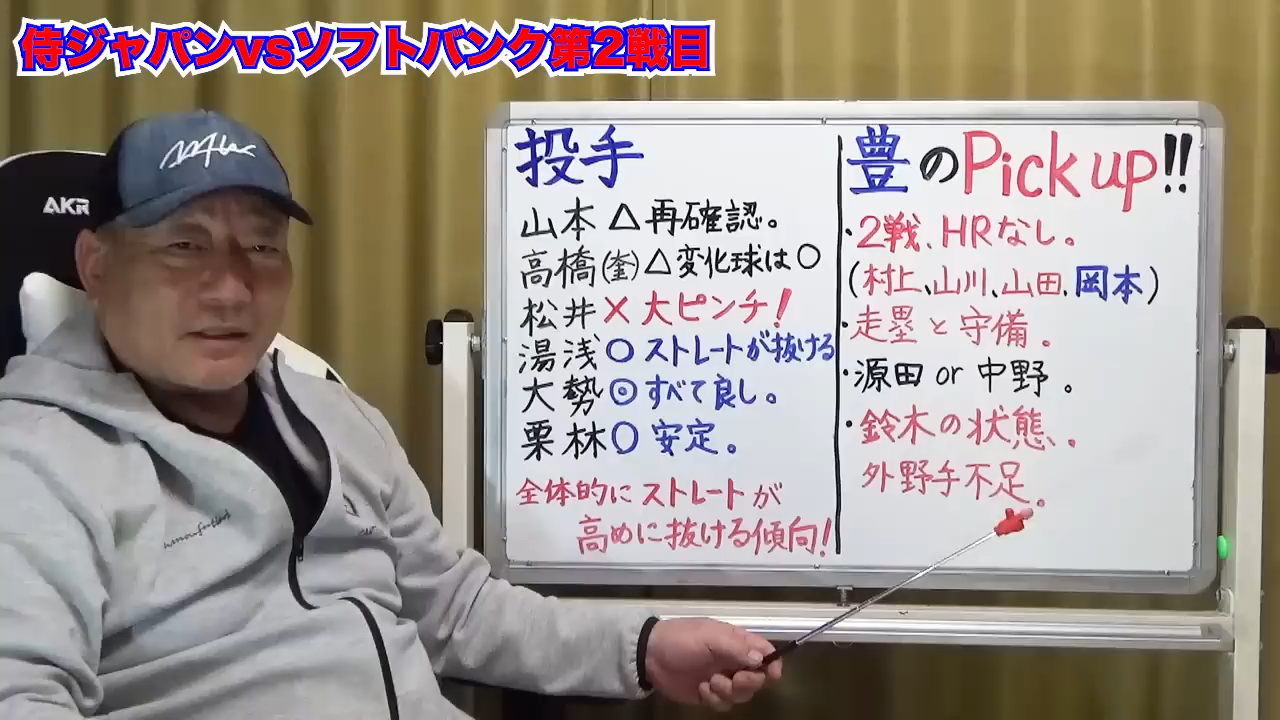 侍ジャパンvsソフトバンク第2戦目
AKR
投手
山本 △ 再確認。
高橋(奎)△変化球は○
松井 × 大ピンチ!
湯浅 ○ ストレートが抜ける
大勢 ◎ すべて良し。
栗林 ○ 安定。
全体的にストレートが
高めに抜ける傾向!
豊のPick up!!
・2戦、HRなし。
(村上、山川、山田、岡本)
・走塁と守備。
・源田 or 中野。
・鈴木の状態。
外野手不足。